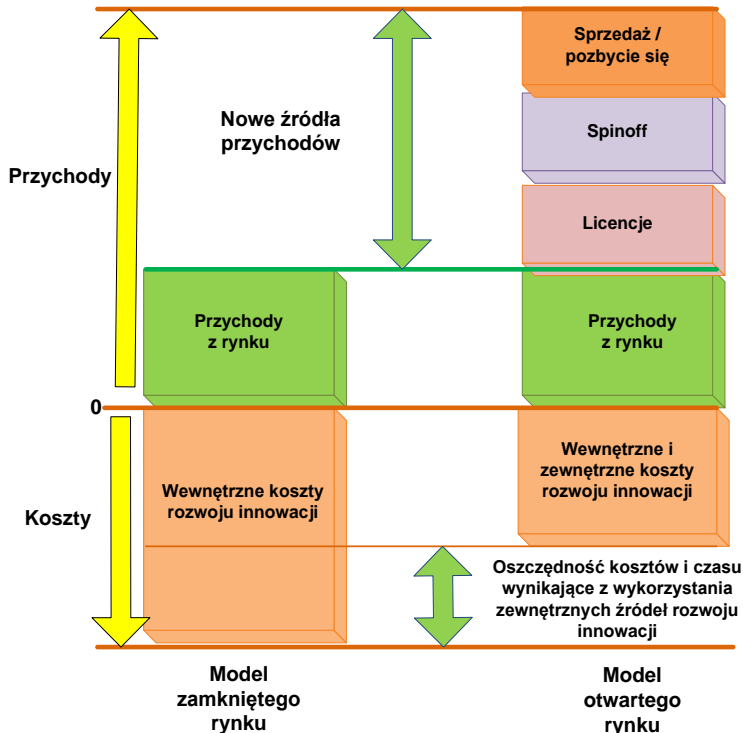 Sprzedaż /
pozbycie się
Nowe źródła
przychodów
Spinoff
Przychody
Licencje
Przychody
z rynku
Przychody
z rynku
0
Wewnętrzne koszty
rozwoju innowacji
Wewnętrzne i
zewnętrzne koszty
rozwoju innowacji
Koszty
Oszczędność kosztów i czasu
wynikające z wykorzystania
zewnętrznych źródeł rozwoju
innowacji
Model
zamkniętego
rynku
Model
otwartego
rynku